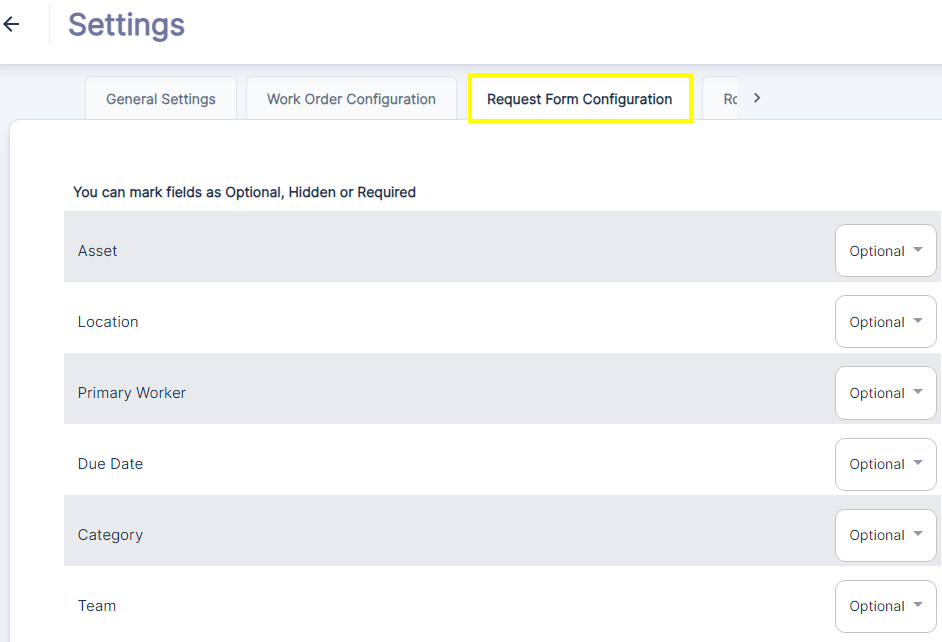 Settings
General Settings
Work Order Configuration
Request Form Configuration
You can mark fields as Optional, Hidden or Required
Asset
Optional
Location
Optional
Primary Worker
Optional
Due Date
Optional
Category
Optional
Team
Optional